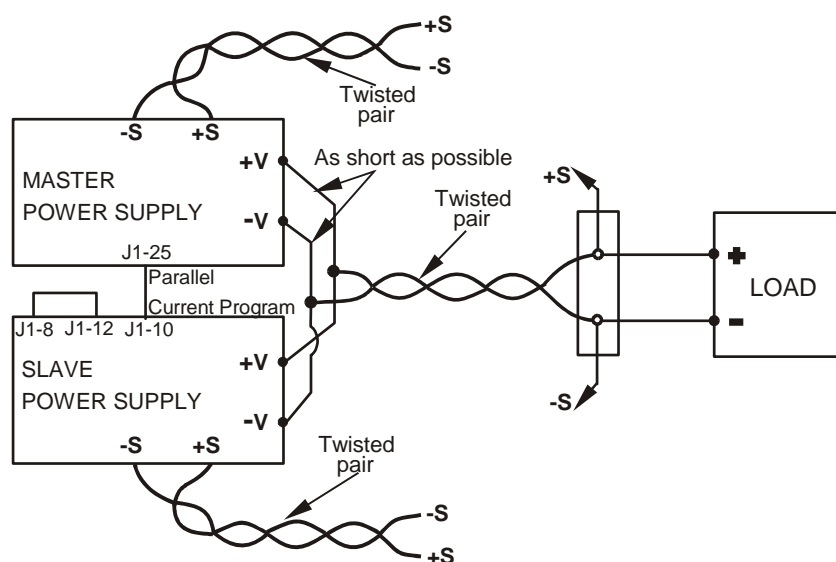 +S
-S
Twisted
pair
-S
+S
+V
-V
MASTER
POWER SUPPLY
J1-25
As short as possible
Twisted
pair
+S
-S
+
-
LOAD
Parallel
Current Program
J1-8
J1-12
J1-10
SLAVE
POWER SUPPLY
+V
-V
-S
+S
Twisted
pair
-S
+S